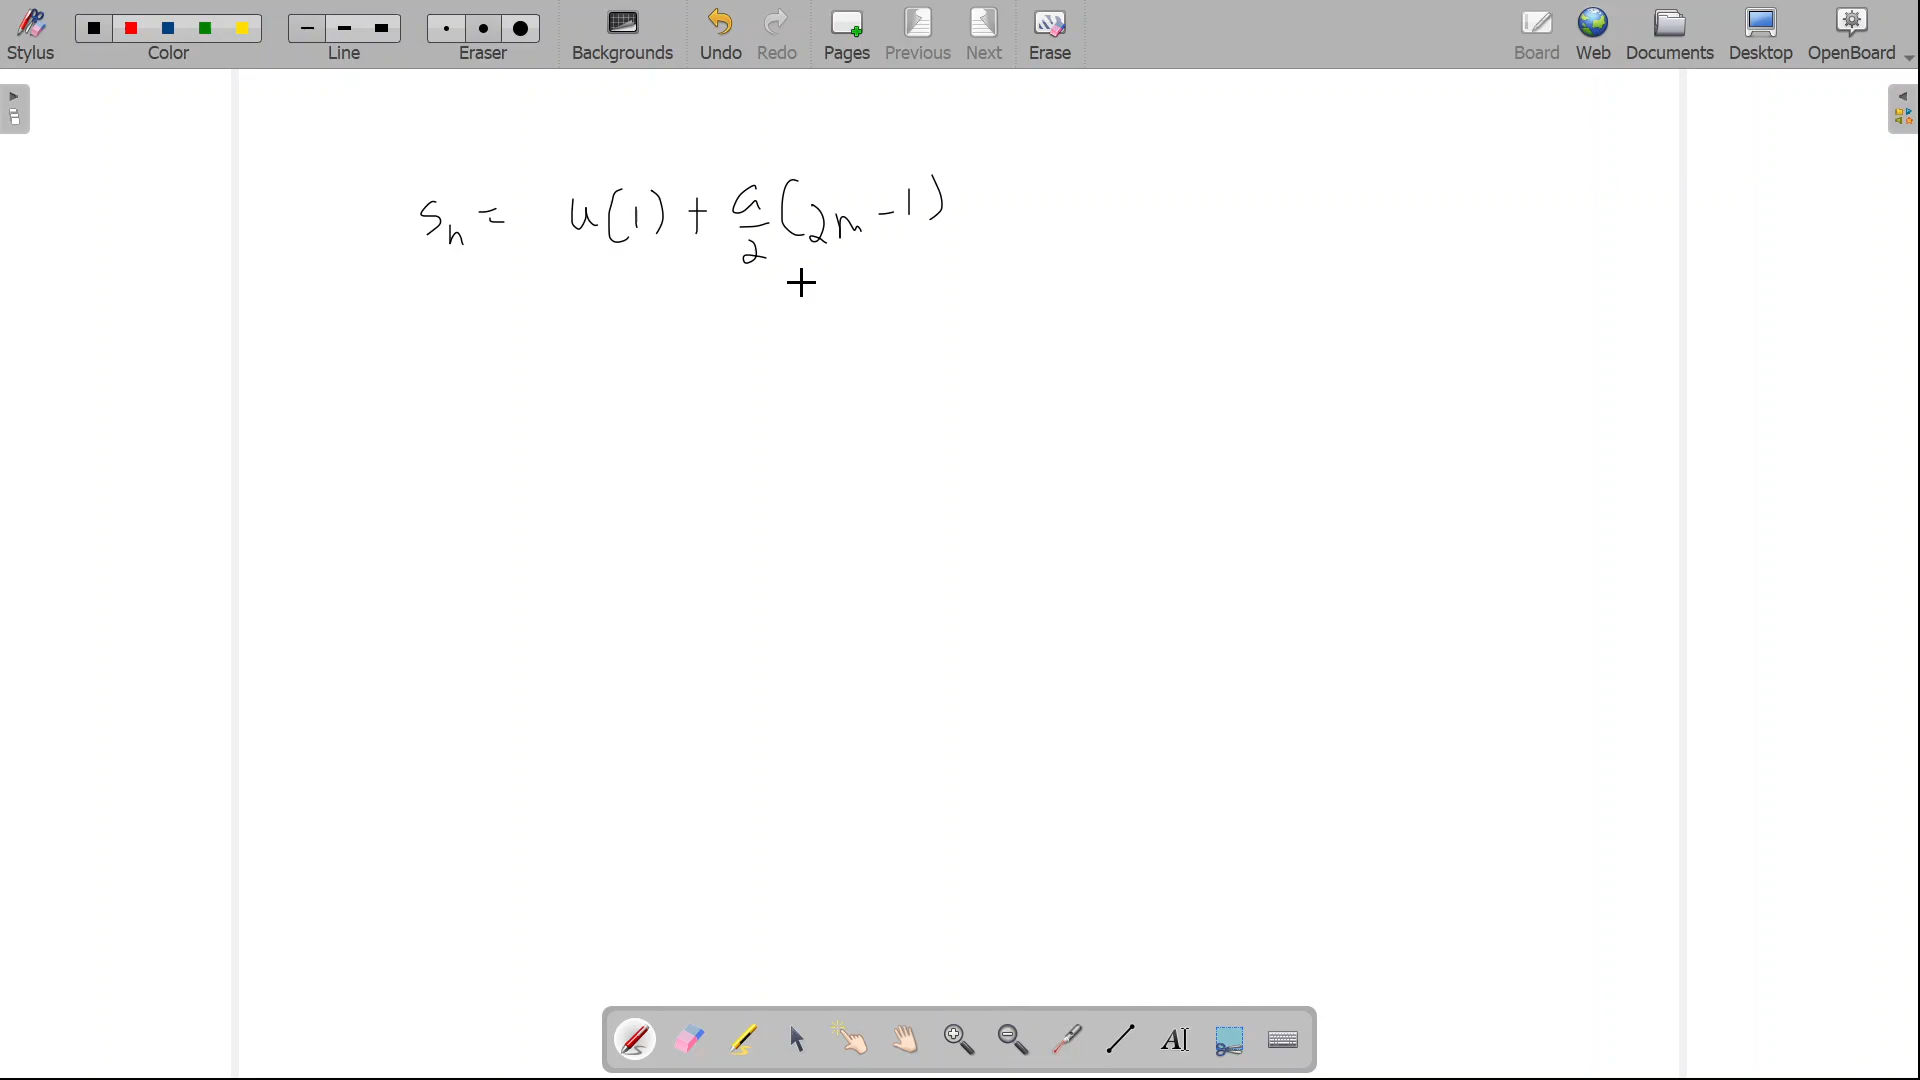 Stylus Color Line Eraser Backgrounds Undo Redo Pages Previous Next Erase Board Web Documents Desktop OpenBoard
Sₙ = u(1) + a/2 (2n - 1)